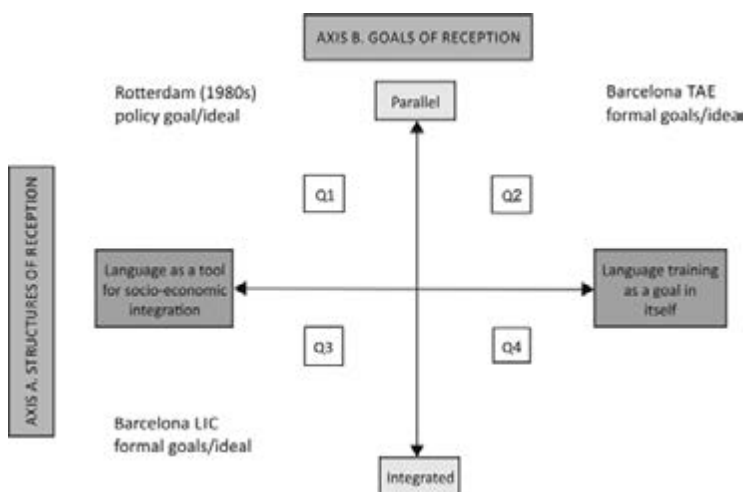 AXIS B. GOALS OF RECEPTION
Rotterdam (1980s)
policy goal/ideal
Parallel
Barcelona TAE
formal goals/idea
Q1
Q2
AXIS A. STRUCTURES OF RECEPTION
Language as a tool
for socio-economic
integration
Language training
as a goal in
itself
Q3
Q4
Barcelona LIC
formal goals/ideal
Integrated